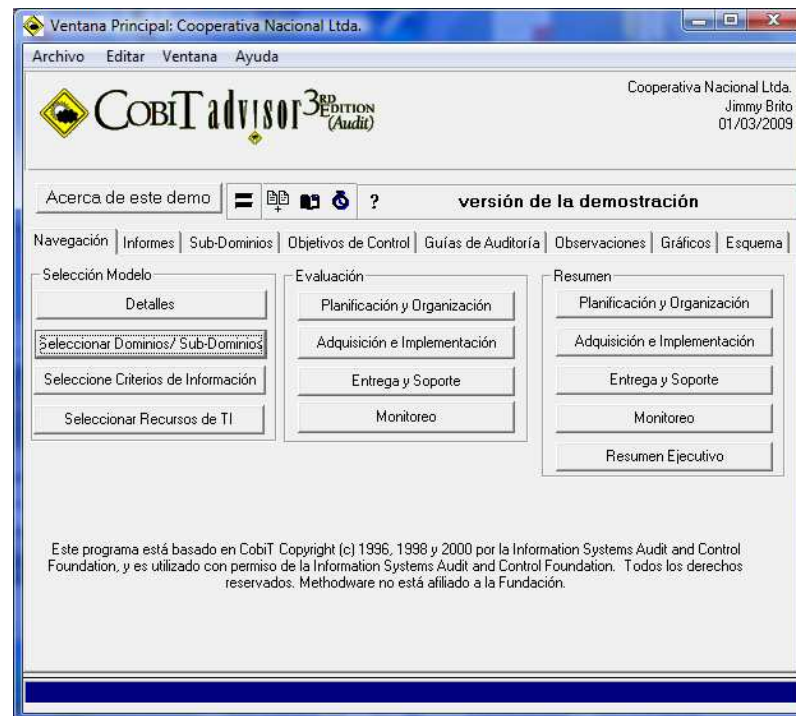 Ventana Principal: Cooperativa Nacional Ltda.
Archivo Editar Ventana Ayuda
COBIT advisor 3RD EDITION (Audit)
Cooperativa Nacional Ltda.
Jimmy Brito
01/03/2009
Acerca de este demo ? versión de la demostración
Navegación Informes Sub-Dominios Objetivos de Control Guías de Auditoría Observaciones Gráficos Esquema
Selección Modelo
Detalles
Seleccionar Dominios/ Sub-Dominios
Seleccione Criterios de Información
Seleccionar Recursos de TI
Evaluación
Planificación y Organización
Adquisición e Implementación
Entrega y Soporte
Monitoreo
Resumen
Planificación y Organización
Adquisición e Implementación
Entrega y Soporte
Monitoreo
Resumen Ejecutivo
Este programa está basado en CobiT Copyright (c) 1996, 1998 y 2000 por la Information Systems Audit and Control
Foundation, y es utilizado con permiso de la Information Systems Audit and Control Foundation. Todos los derechos
reservados. Methodware no está afiliado a la Fundación.